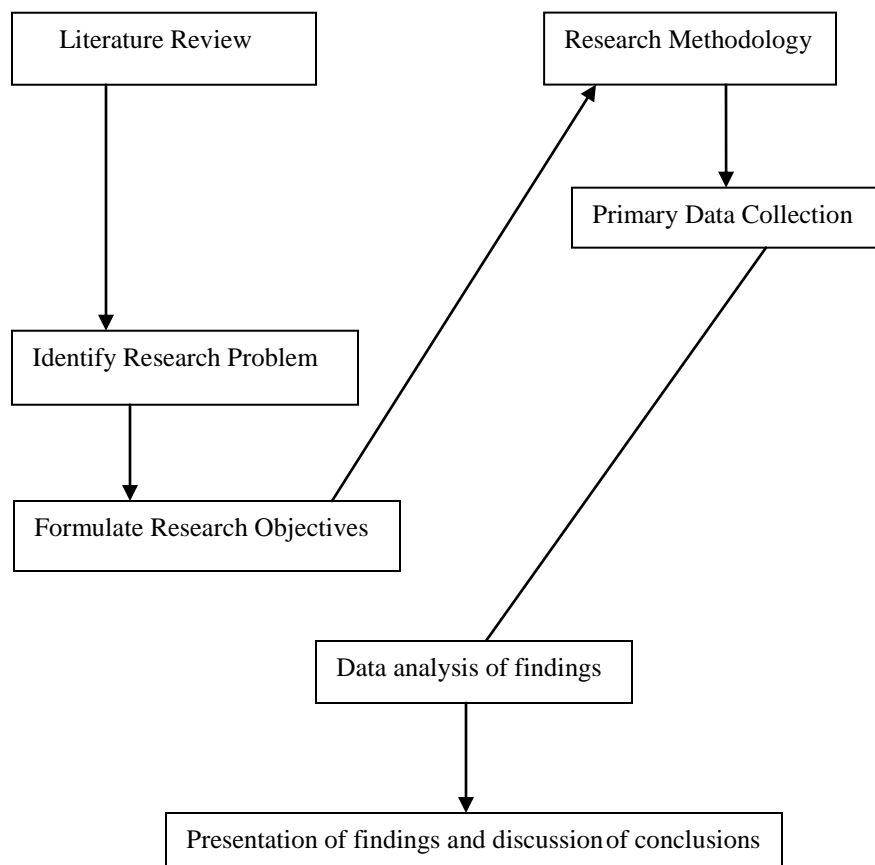 Literature Review
Research Methodology
Primary Data Collection
Identify Research Problem
Formulate Research Objectives
Data analysis of findings
Presentation of findings and discussion of conclusions